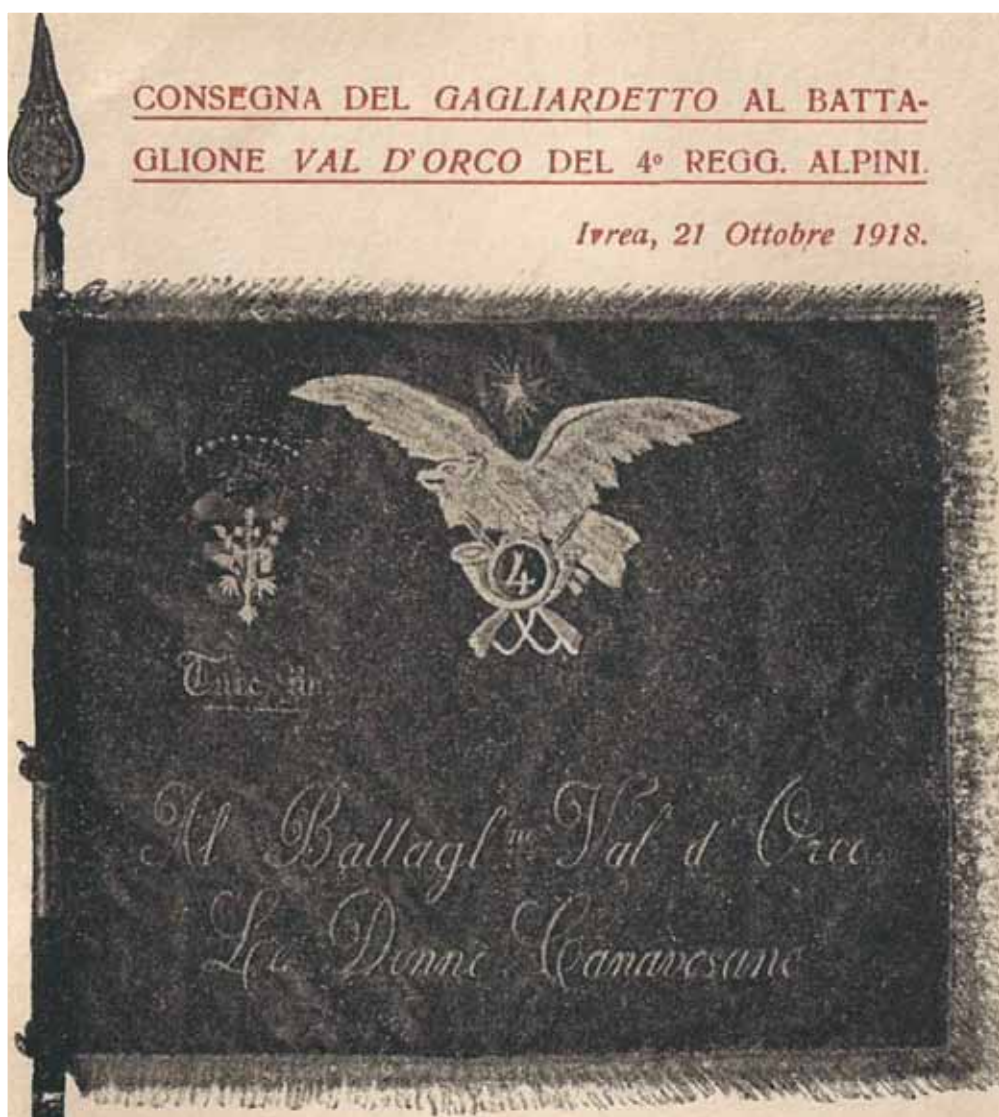 CONSEGNA DEL GAGLIARDETTO AL BATTA-
GLIONE VAL D'ORCO DEL 4º REGG. ALPINI.
Ivrea, 21 Ottobre 1918.
4
Al Battagl.ne Val d'Orco
Le Donne Canavesane